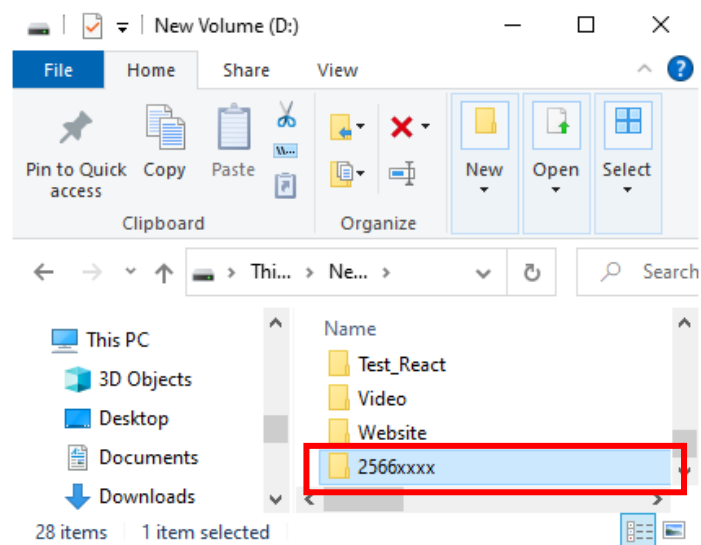 New Volume (D:)
File Home Share View
Pin to Quick access Copy Paste New Open Select
Clipboard Organize
Thi... Ne... Search
This PC
3D Objects
Desktop
Documents
Downloads
Name
Test_React
Video
Website
2566xxxx
28 items 1 item selected